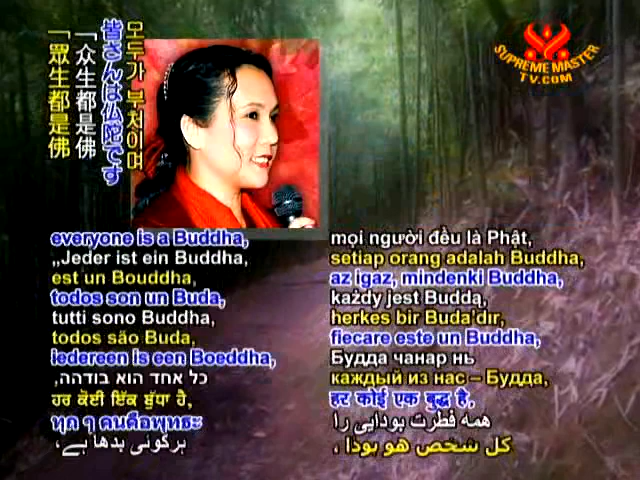 모두가 부처이며
皆さんは仏陀です
「众生都是佛
「眾生都是佛
SUPREME MASTER
TV.COM
everyone is a Buddha,
„Jeder ist ein Buddha,
est un Bouddha,
todos son un Buda,
tutti sono Buddha,
todos são Buda,
iedereen is een Boeddha,
כל אחד הוא בודהה,
ਹਰ ਕੋਈ ਇੱਕ ਬੁੱਧਾ ਹੈ,
ทุก ๆ คนคือพุทธะ
ہرکوئی بدھا ہے،
mọi người đều là Phật,
setiap orang adalah Buddha,
az igaz, mindenki Buddha,
każdy jest Buddą,
herkes bir Buda'dır,
fiecare este un Buddha,
Будда чанар нь
каждый из нас – Будда,
हर कोई एक बुद्ध है,
همه فطرت بودایی را
كل شخص هو بوذا ،